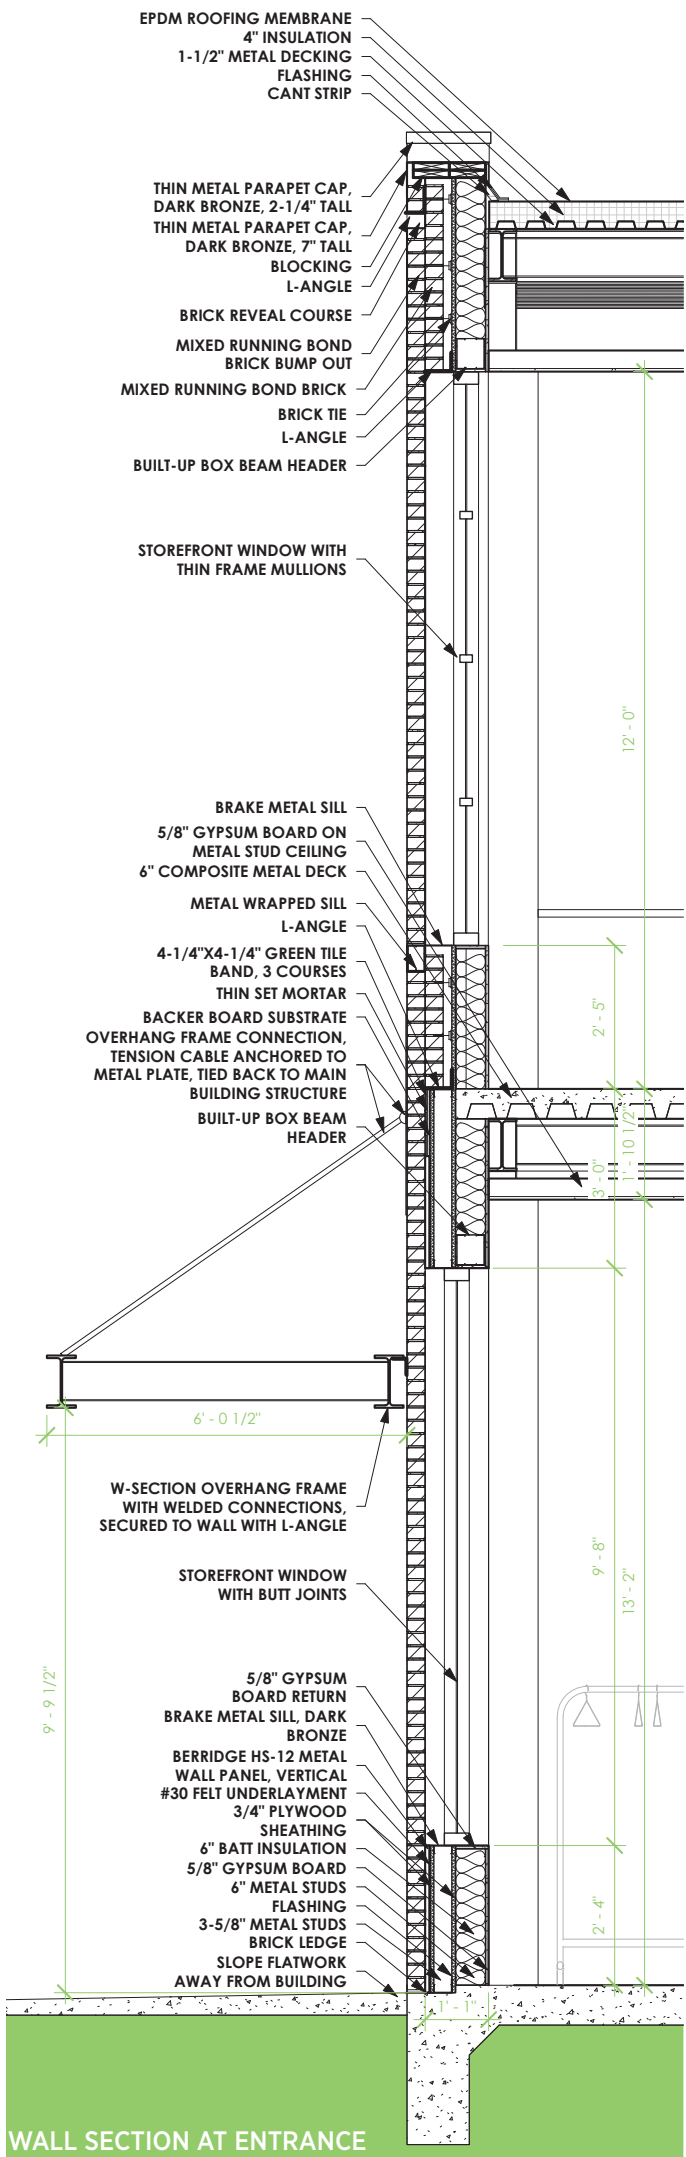 EPDM ROOFING MEMBRANE
4" INSULATION
1-1/2" METAL DECKING
FLASHING
CANT STRIP
THIN METAL PARAPET CAP,
DARK BRONZE, 2-1/4" TALL
THIN METAL PARAPET CAP,
DARK BRONZE, 7" TALL
BLOCKING
L-ANGLE
BRICK REVEAL COURSE
MIXED RUNNING BOND
BRICK BUMP OUT
MIXED RUNNING BOND BRICK
BRICK TIE
L-ANGLE
BUILT-UP BOX BEAM HEADER
STOREFRONT WINDOW WITH
THIN FRAME MULLIONS
12' - 0"
BRAKE METAL SILL
5/8" GYPSUM BOARD ON
METAL STUD CEILING
6" COMPOSITE METAL DECK
METAL WRAPPED SILL
L-ANGLE
4-1/4"X4-1/4" GREEN TILE
BAND, 3 COURSES
THIN SET MORTAR
BACKER BOARD SUBSTRATE
OVERHANG FRAME CONNECTION,
TENSION CABLE ANCHORED TO
METAL PLATE, TIED BACK TO MAIN
BUILDING STRUCTURE
BUILT-UP BOX BEAM
HEADER
2' - 5"
3' - 0"
1' - 10 1/2"
6' - 0 1/2"
W-SECTION OVERHANG FRAME
WITH WELDED CONNECTIONS,
SECURED TO WALL WITH L-ANGLE
STOREFRONT WINDOW
WITH BUTT JOINTS
9' - 8"
13' - 2"
9' - 9 1/2"
5/8" GYPSUM
BOARD RETURN
BRAKE METAL SILL, DARK
BRONZE
BERRIDGE HS-12 METAL
WALL PANEL, VERTICAL
#30 FELT UNDERLAYMENT
3/4" PLYWOOD
SHEATHING
6" BATT INSULATION
5/8" GYPSUM BOARD
6" METAL STUDS
FLASHING
3-5/8" METAL STUDS
BRICK LEDGE
SLOPE FLATWORK
AWAY FROM BUILDING
2' - 4"
1' - 1"
WALL SECTION AT ENTRANCE